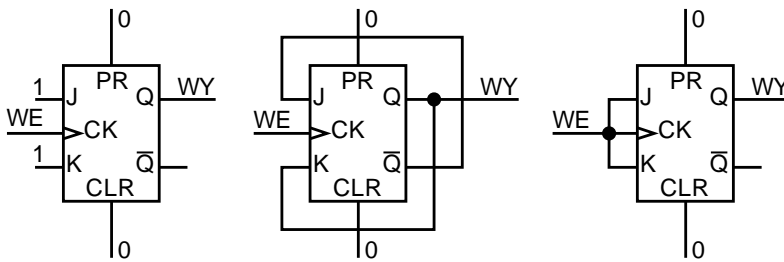 0 0 0
PR PR PR
1 J Q WY J Q WY J Q WY
WE CK WE CK WE CK
1 K Q̅ K Q̅ K Q̅
CLR CLR CLR
0 0 0